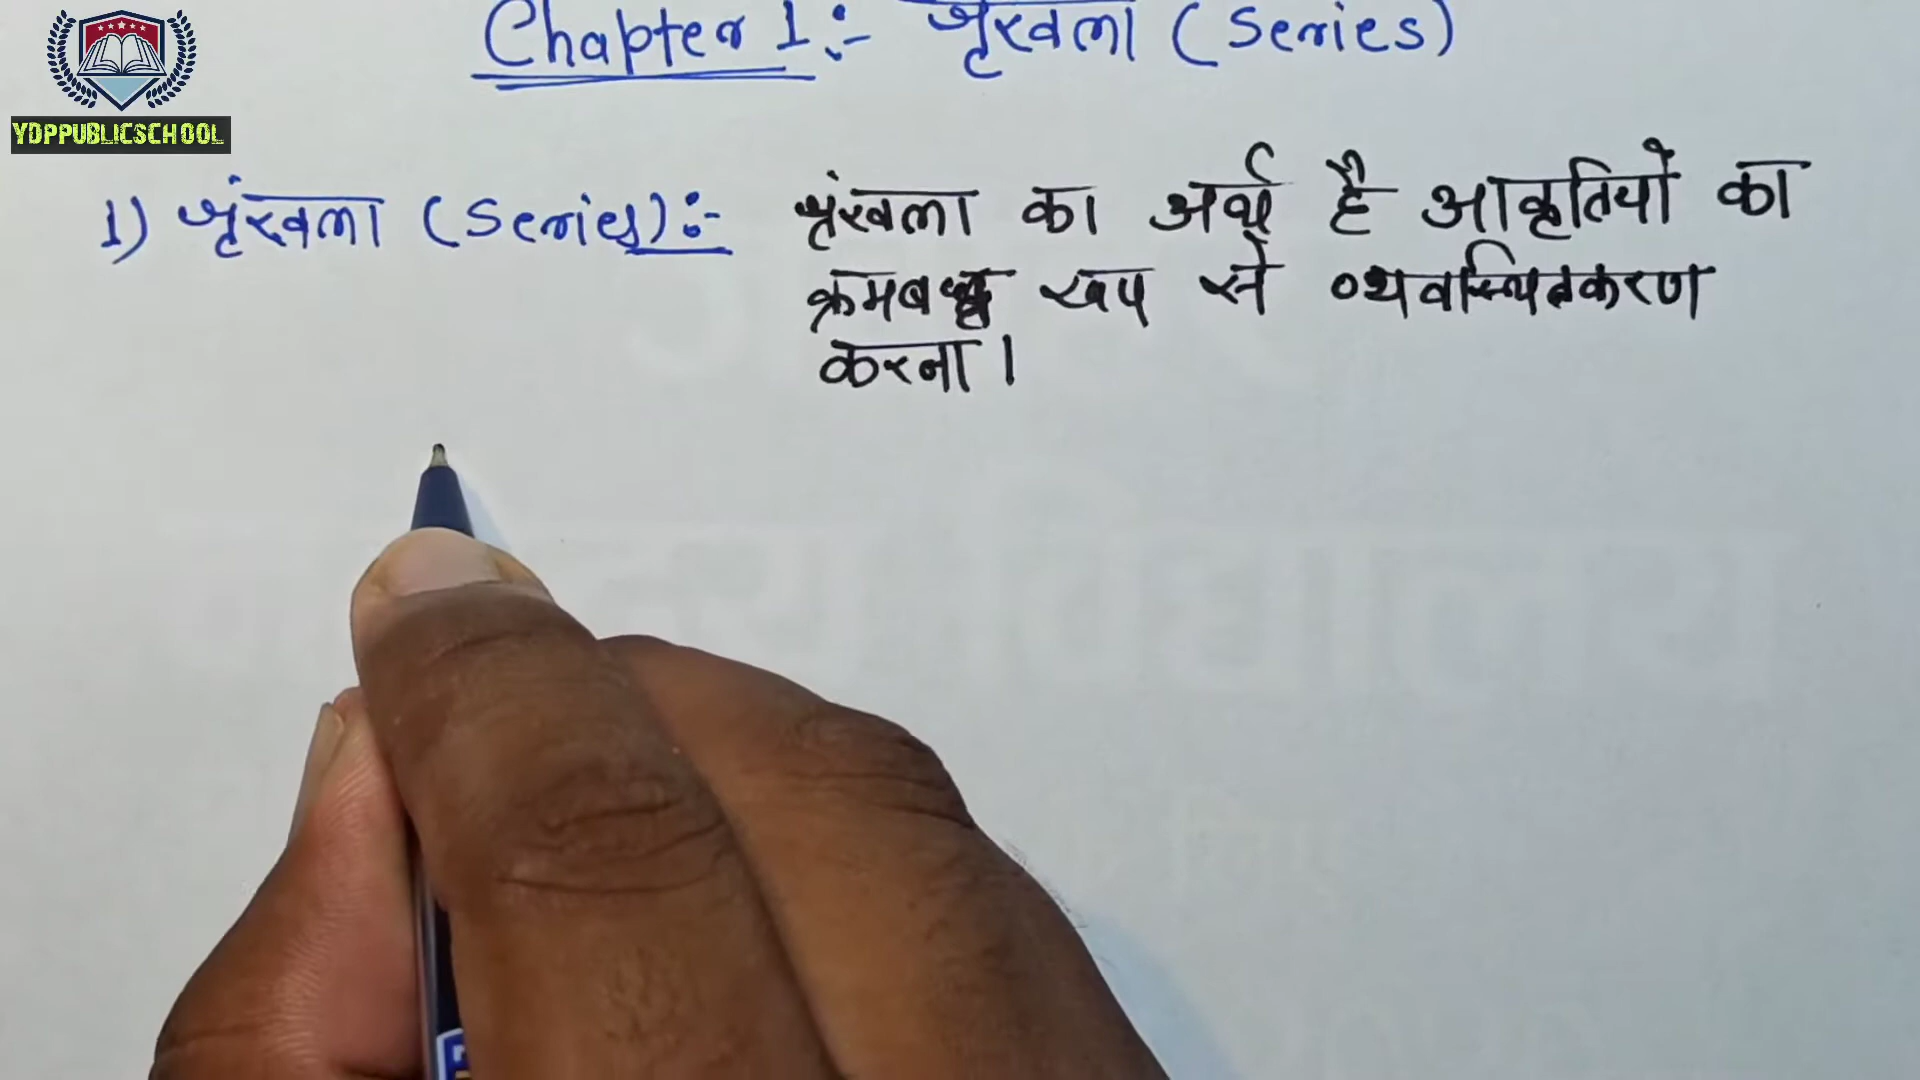 YDPPUBLICSCHOOL
Chapter 1:- शृंखला (Series)
1) शृंखला (Series):- शृंखला का अर्थ है आकृतियों का
क्रमबद्ध रूप से व्यवस्थितकरण
करना।